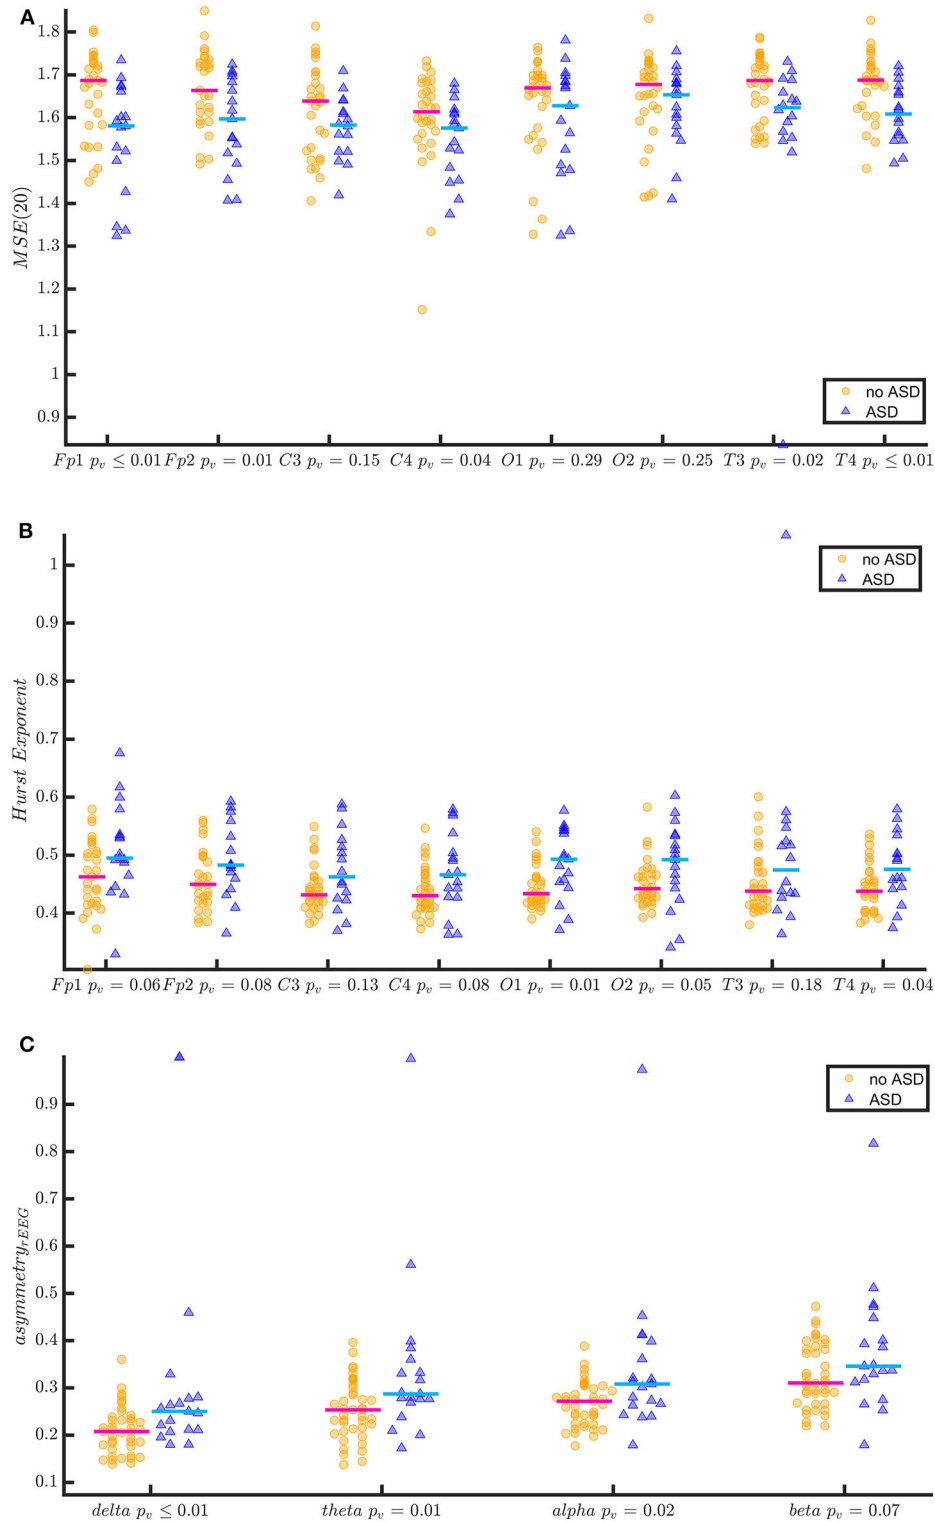 A
1.8
1.7
1.6
1.5
1.4
1.3
1.2
1.1
1
0.9
MSE(20)
no ASD
ASD
Fp1 pv ≤ 0.01 Fp2 pv = 0.01 C3 pv = 0.15 C4 pv = 0.04 O1 pv = 0.29 O2 pv = 0.25 T3 pv = 0.02 T4 pv ≤ 0.01
B
1
0.9
0.8
0.7
0.6
0.5
0.4
Hurst Exponent
no ASD
ASD
Fp1 pv = 0.06 Fp2 pv = 0.08 C3 pv = 0.13 C4 pv = 0.08 O1 pv = 0.01 O2 pv = 0.05 T3 pv = 0.18 T4 pv = 0.04
C
0.9
0.8
0.7
0.6
0.5
0.4
0.3
0.2
0.1
asymmetryrEEG
no ASD
ASD
delta pv ≤ 0.01 theta pv = 0.01 alpha pv = 0.02 beta pv = 0.07